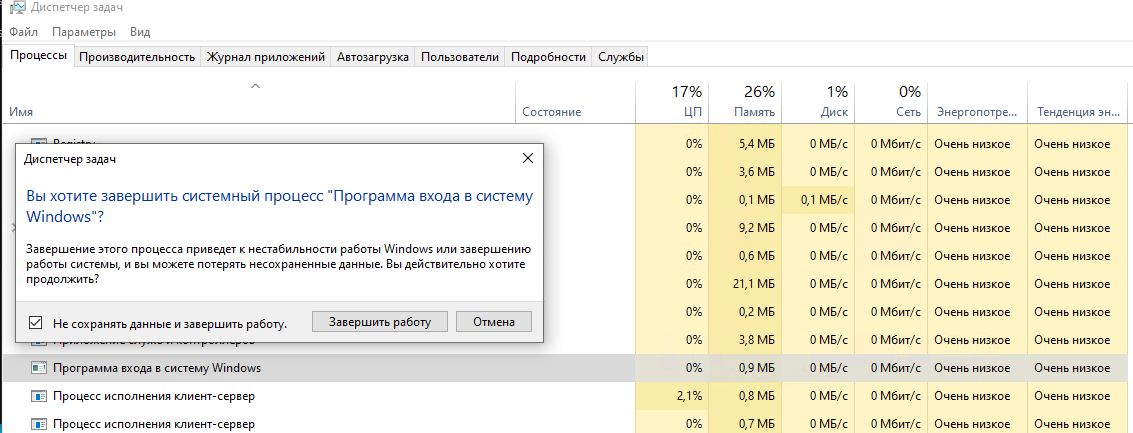 Диспетчер задач
Файл Параметры Вид
Процессы Производительность Журнал приложений Автозагрузка Пользователи Подробности Службы
17% 26% 1% 0%
Имя Состояние ЦП Память Диск Сеть Энергопотре... Тенденция эн...
Registry 0% 5,4 МБ 0 МБ/с 0 Мбит/с Очень низкое Очень низкое
0% 3,6 МБ 0 МБ/с 0 Мбит/с Очень низкое Очень низкое
0% 0,1 МБ 0,1 МБ/с 0 Мбит/с Очень низкое Очень низкое
0% 9,2 МБ 0 МБ/с 0 Мбит/с Очень низкое Очень низкое
0% 0,6 МБ 0 МБ/с 0 Мбит/с Очень низкое Очень низкое
0% 21,1 МБ 0 МБ/с 0 Мбит/с Очень низкое Очень низкое
0% 0,2 МБ 0 МБ/с 0 Мбит/с Очень низкое Очень низкое
0% 3,8 МБ 0 МБ/с 0 Мбит/с Очень низкое Очень низкое
Программа входа в систему Windows 0% 0,9 МБ 0 МБ/с 0 Мбит/с Очень низкое Очень низкое
Процесс исполнения клиент-сервер 2,1% 0,8 МБ 0 МБ/с 0 Мбит/с Очень низкое Очень низкое
Процесс исполнения клиент-сервер 0% 0,7 МБ 0 МБ/с 0 Мбит/с Очень низкое Очень низкое
Диспетчер задач
Вы хотите завершить системный процесс "Программа входа в систему
Windows"?
Завершение этого процесса приведет к нестабильности работы Windows или завершению
работы системы, и вы можете потерять несохраненные данные. Вы действительно хотите
продолжить?
Не сохранять данные и завершить работу. Завершить работу Отмена